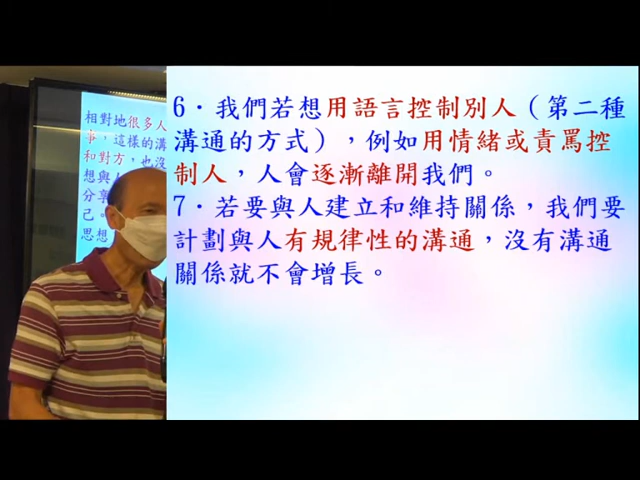 6．我們若想用語言控制別人（第二種
溝通的方式），例如用情緒或責罵控
制人，人會逐漸離開我們。
7．若要與人建立和維持關係，我們要
計劃與人有規律性的溝通，沒有溝通
關係就不會增長。
相對地很多人
事，這樣的溝
和對方，也沒
想與人
分享
己。
思想